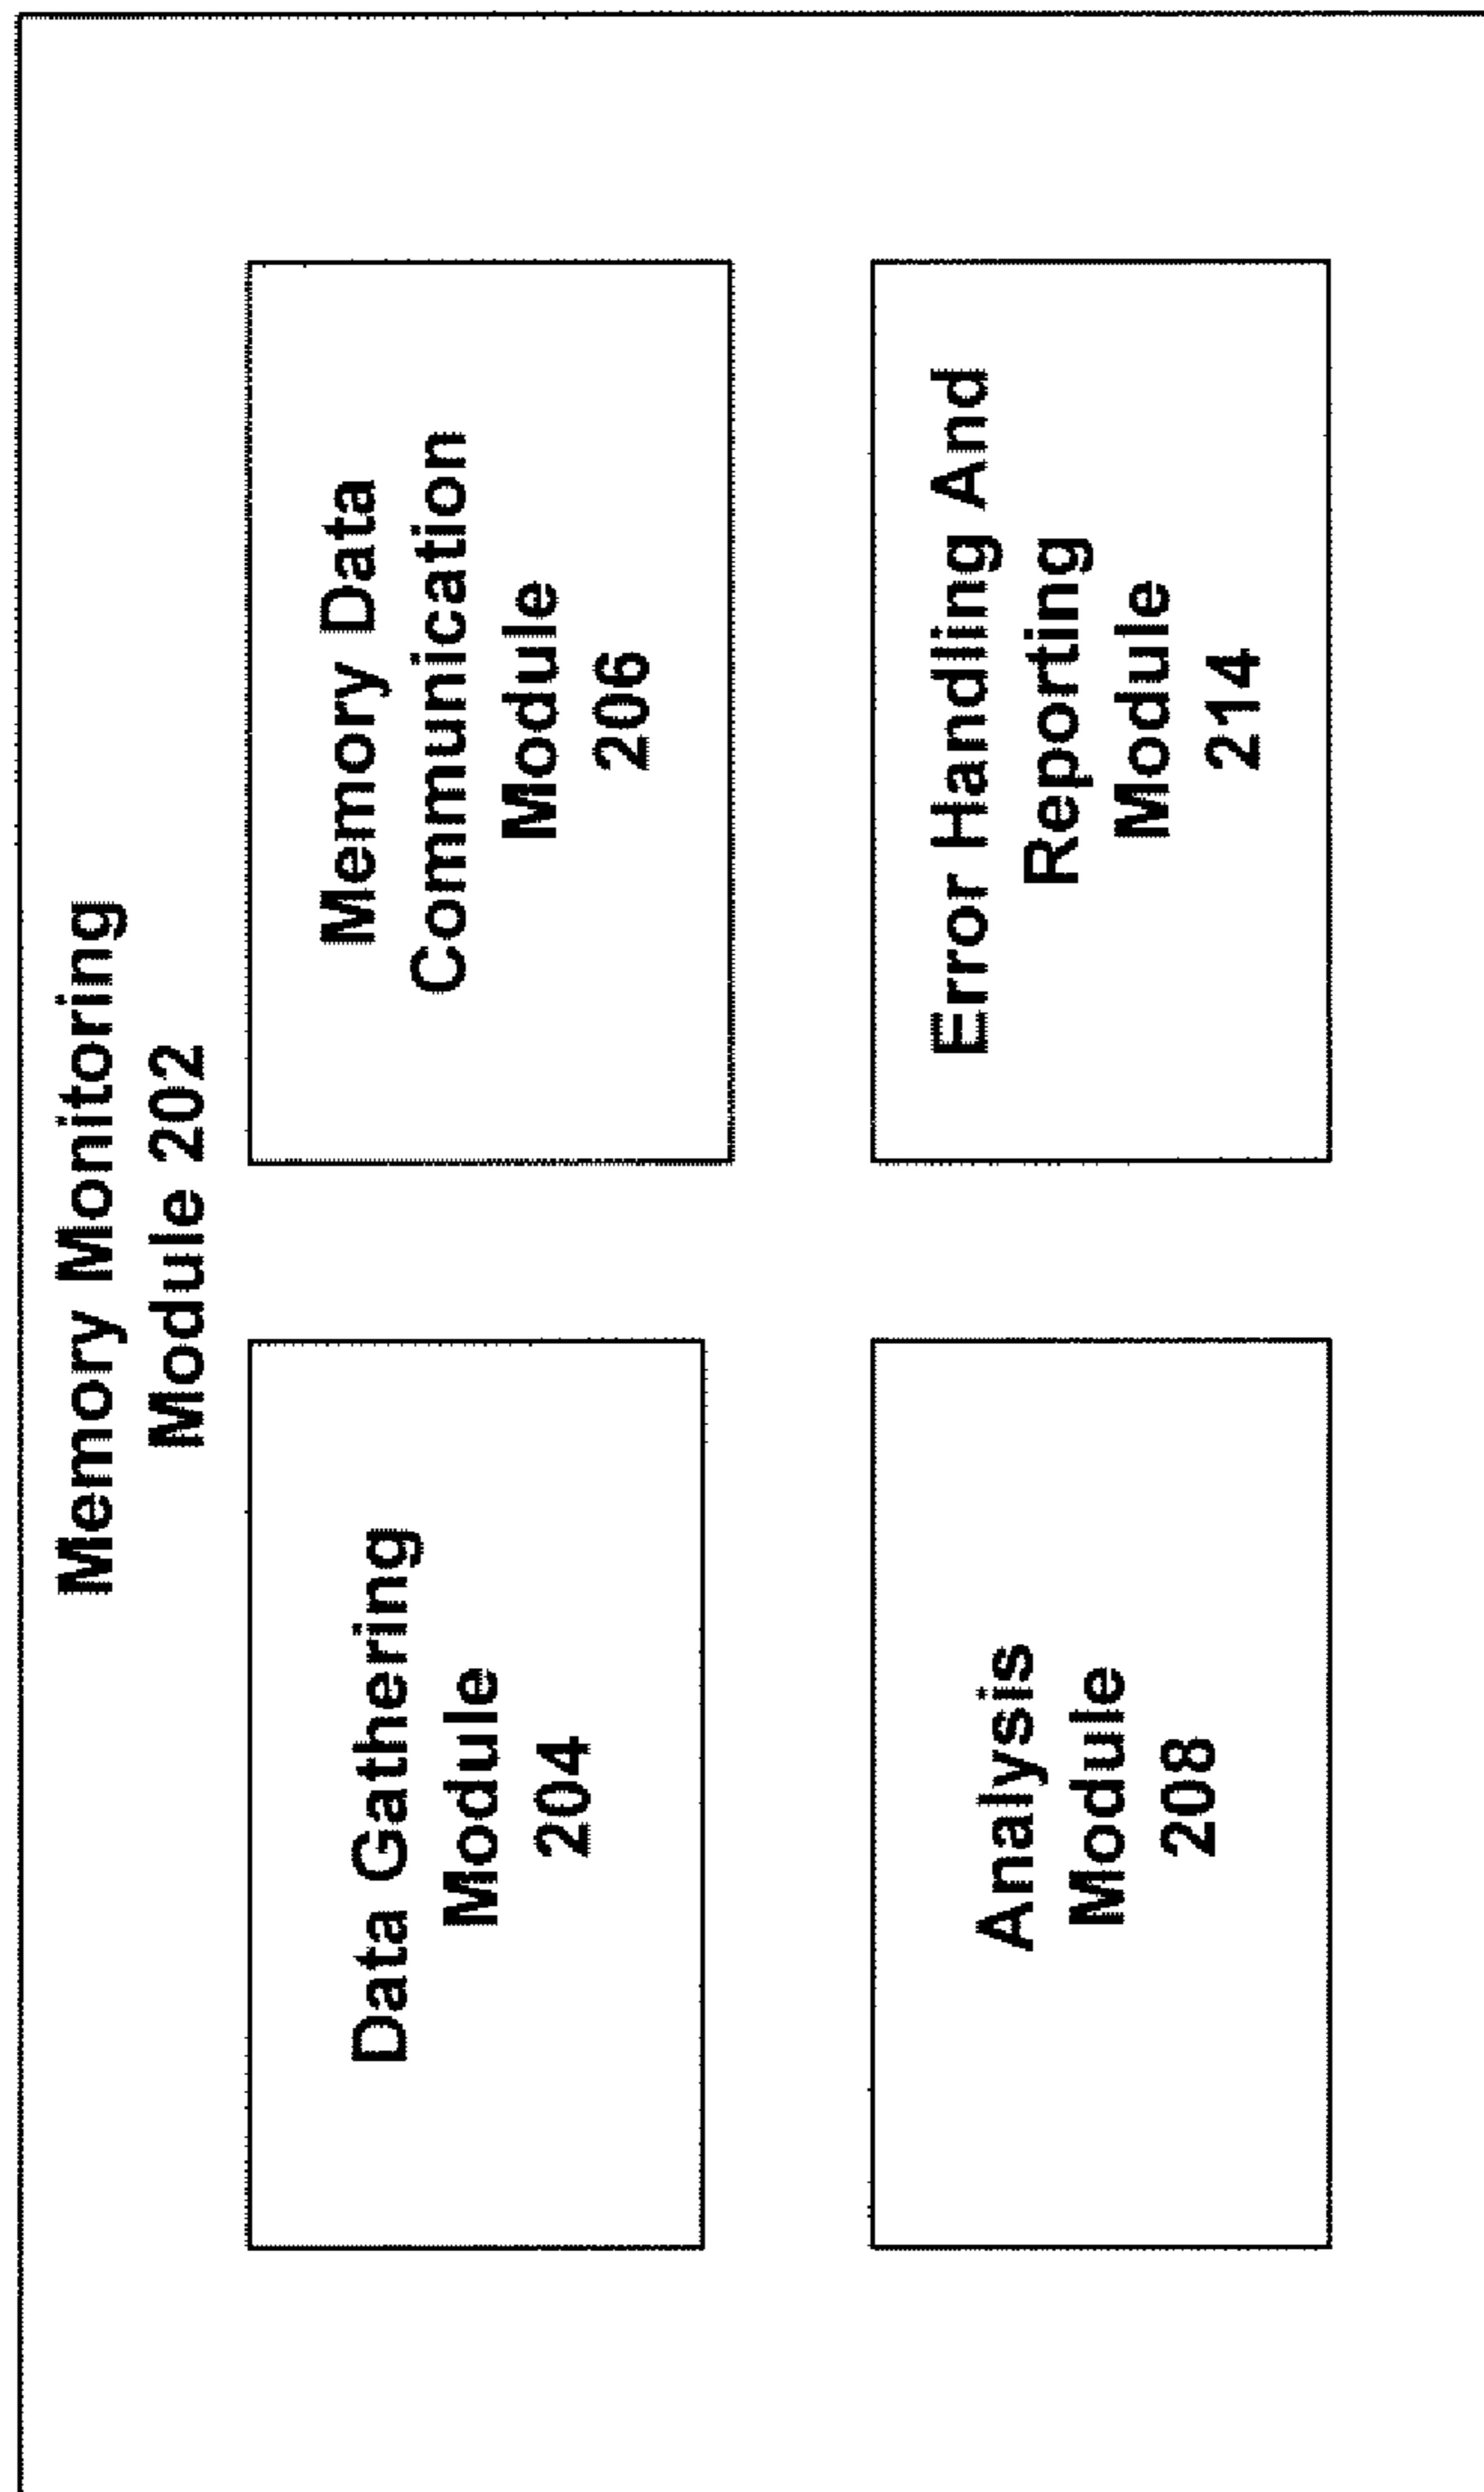 Memory Monitoring
Module 202
Data Gathering
Module
204
Memory Data
Communication
Module
206
Analysis
Module
208
Error Handling And
Reporting
Module
214